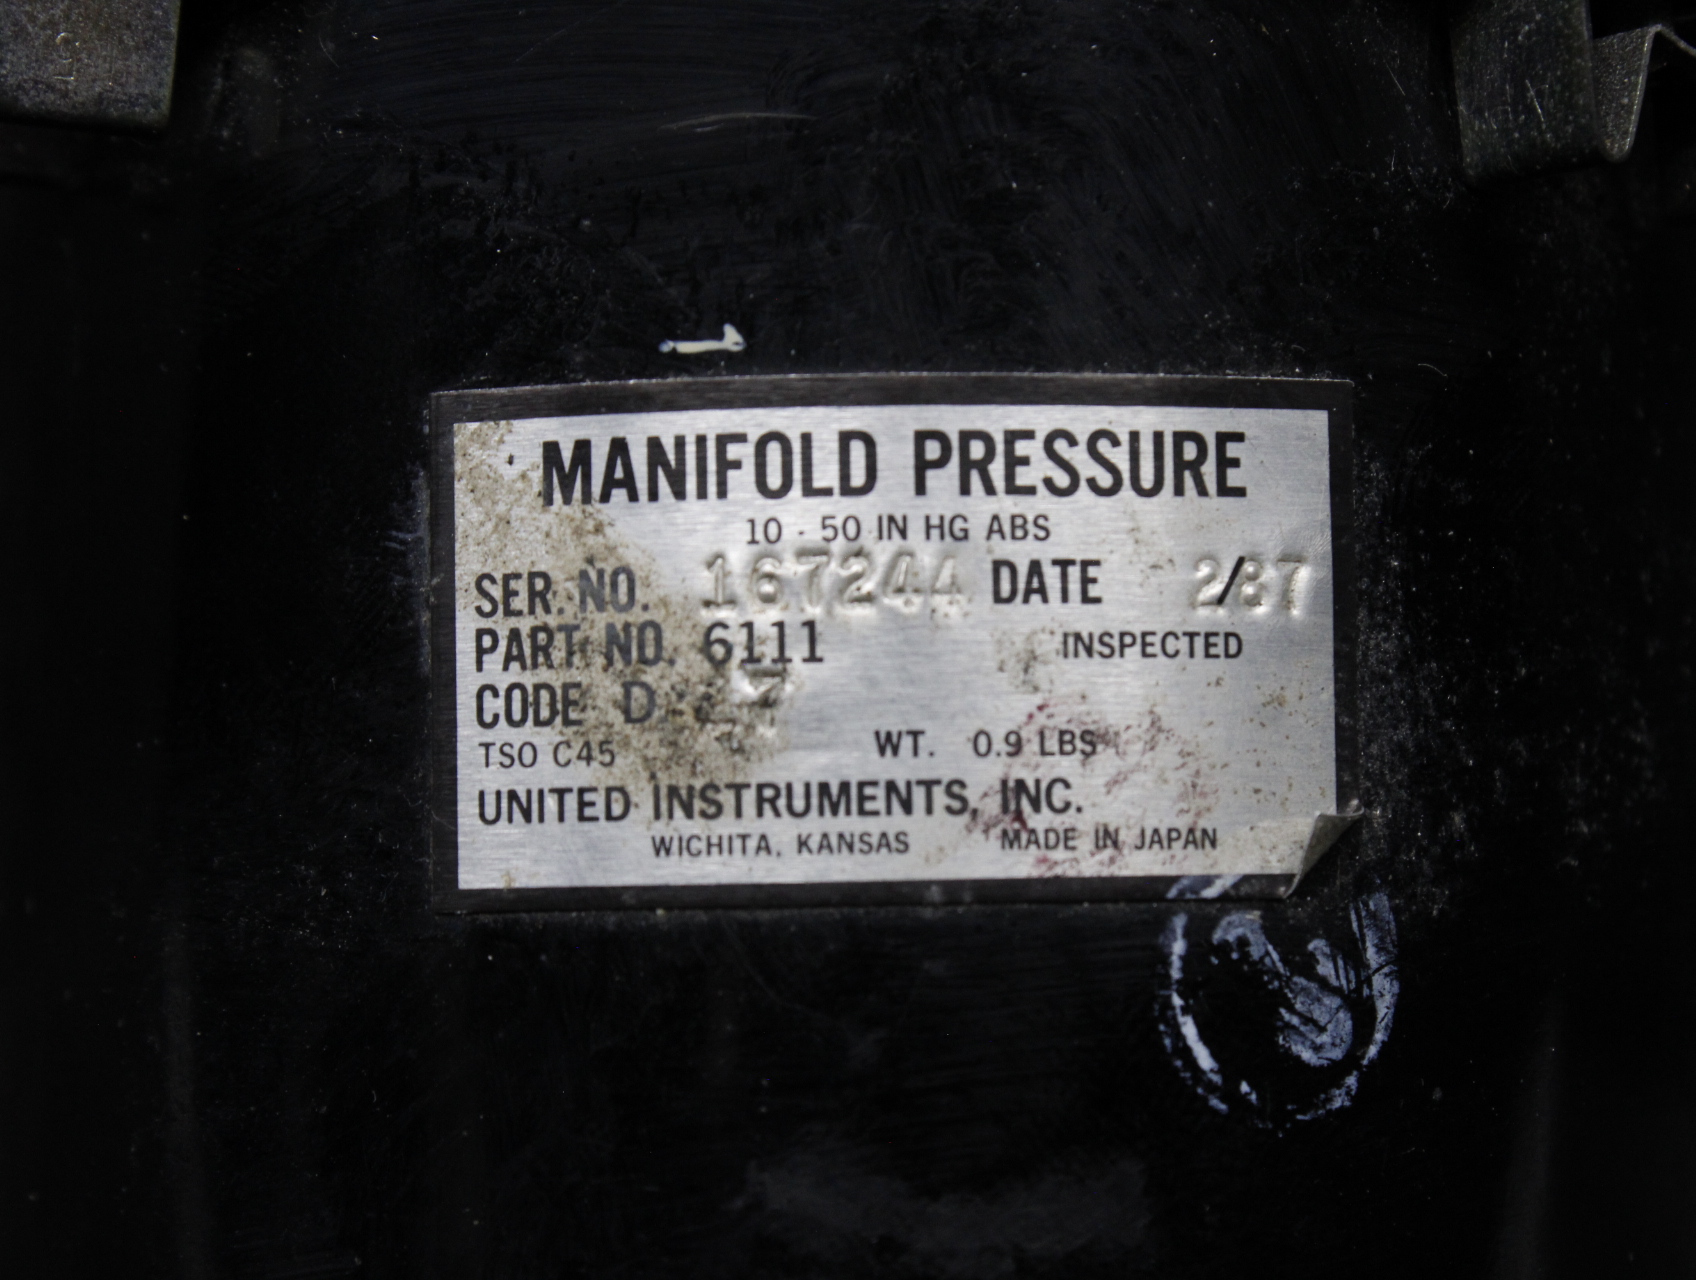 MANIFOLD PRESSURE
10 - 50 IN HG ABS
SER. NO. 167244 DATE 2/87
PART NO. 6111 INSPECTED
CODE D. 7
TSO C45 WT. 0.9 LBS
UNITED INSTRUMENTS, INC.
WICHITA, KANSAS MADE IN JAPAN